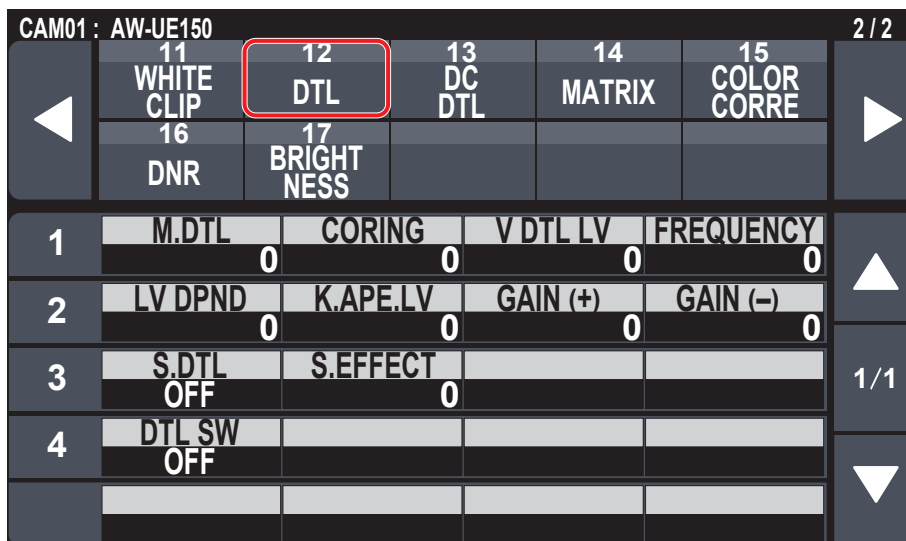 CAM01 : AW-UE150 2 / 2
11 12 13 14 15
WHITE CLIP DTL DC DTL MATRIX COLOR CORRE
16 17
DNR BRIGHT NESS
1 M.DTL CORING V DTL LV FREQUENCY
0 0 0 0
2 LV DPND K.APE.LV GAIN (+) GAIN (–)
0 0 0 0
3 S.DTL S.EFFECT 1/1
OFF 0
4 DTL SW
OFF